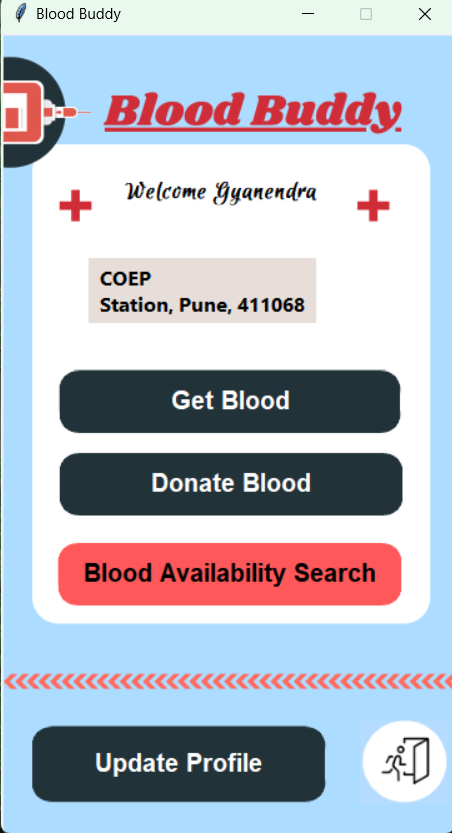 Blood Buddy
Blood Buddy
Welcome Gyanendra
COEP
Station, Pune, 411068
Get Blood
Donate Blood
Blood Availability Search
Update Profile